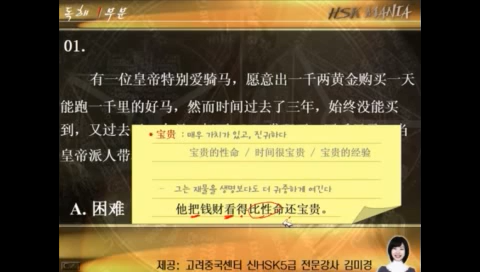 독해 1부분
HSK MANIA
01.
有一位皇帝特别爱骑马，愿意出一千两黄金购买一天
能跑一千里的好马，然而时间过去了三年，始终没能买
到，又过去
皇帝派人带
• 宝贵 : 매우 가치가 있고, 진귀하다
宝贵的性命 / 时间很宝贵 / 宝贵的经验
그는 재물을 생명보다도 더 귀중하게 여긴다
他把钱财看得比性命还宝贵。
A. 困难
제공: 고려중국센터 신HSK5급 전문강사 김미경